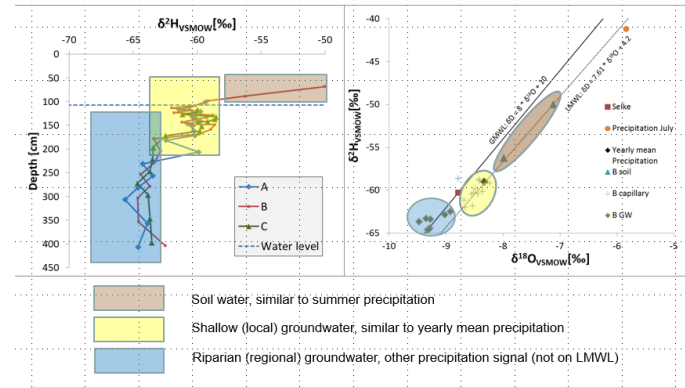 δ²H_VSMOW[‰]
-70 -65 -60 -55 -50
0
50
100
150
200
250
300
350
400
450
Depth [cm]
A
B
C
Water level
-40
-45
-50
-55
-60
-65
δ²H_VSMOW[‰]
GMWL: δD = 8 * δ¹⁸O + 10
LMWL: δD = 7.61 * δ¹⁸O + 4.2
Selke
Precipitation July
Yearly mean
Precipitation
B soil
B capillary
B GW
-10 -9 -8 -7 -6 -5
δ¹⁸O_VSMOW[‰]
Soil water, similar to summer precipitation
Shallow (local) groundwater, similar to yearly mean precipitation
Riparian (regional) groundwater, other precipitation signal (not on LMWL)